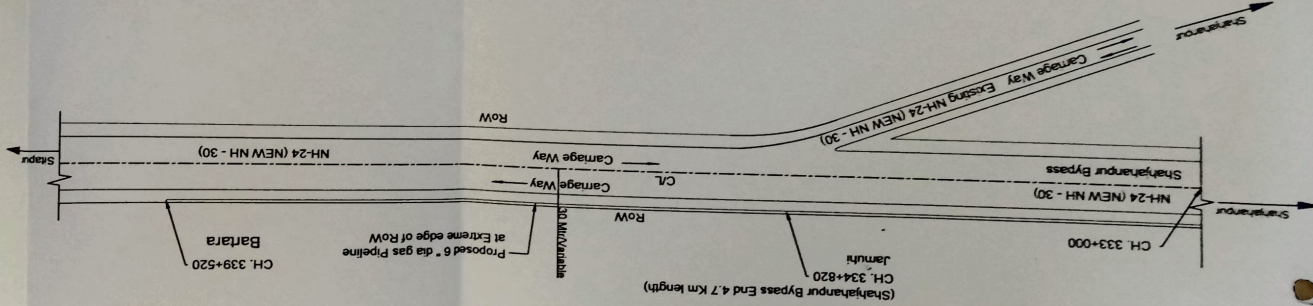 (Shahjahanpur Bypass End 4.7 Km length)
CH. 334+820
Jamuhi
CH. 333+000
CH. 339+520
Bartara
Proposed 6" dia gas Pipeline
at Extreme edge of RoW
30 Mtr/Variable
RoW
Shahjahanpur
NH-24 (NEW NH - 30)
Shahjahanpur Bypass
C/L
Carriage Way
Carriage Way
NH-24 (NEW NH - 30)
Sitapur
RoW
Carriage Way Existing NH-24 (NEW NH - 30)
Shahjahanpur